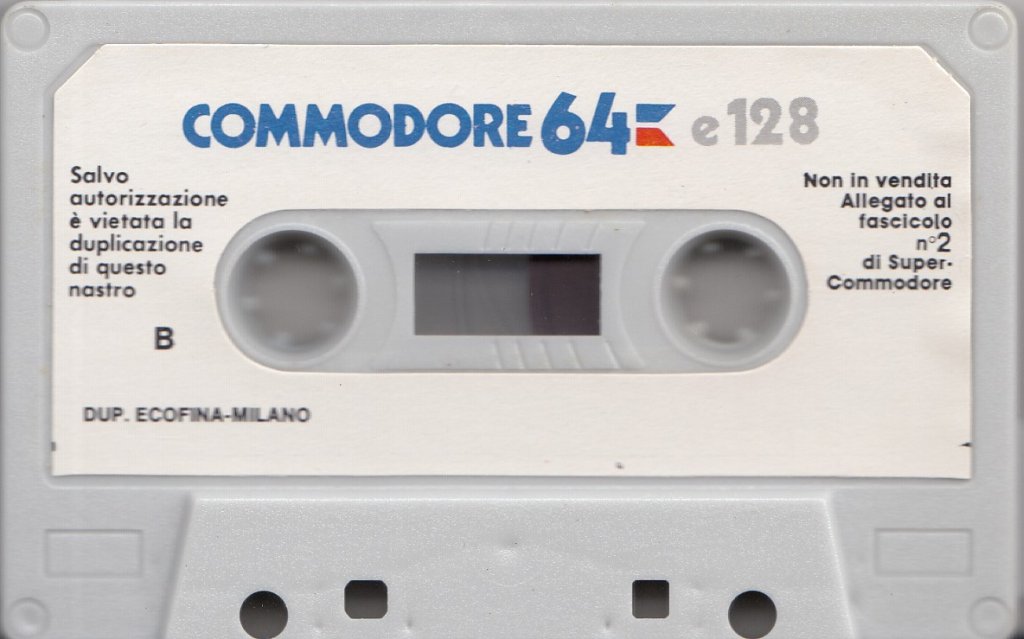 COMMODORE 64 e 128
Salvo
autorizzazione
è vietata la
duplicazione
di questo
nastro
B
Non in vendita
Allegato al
fascicolo
n°2
di Super-
Commodore
DUP. ECOFINA-MILANO